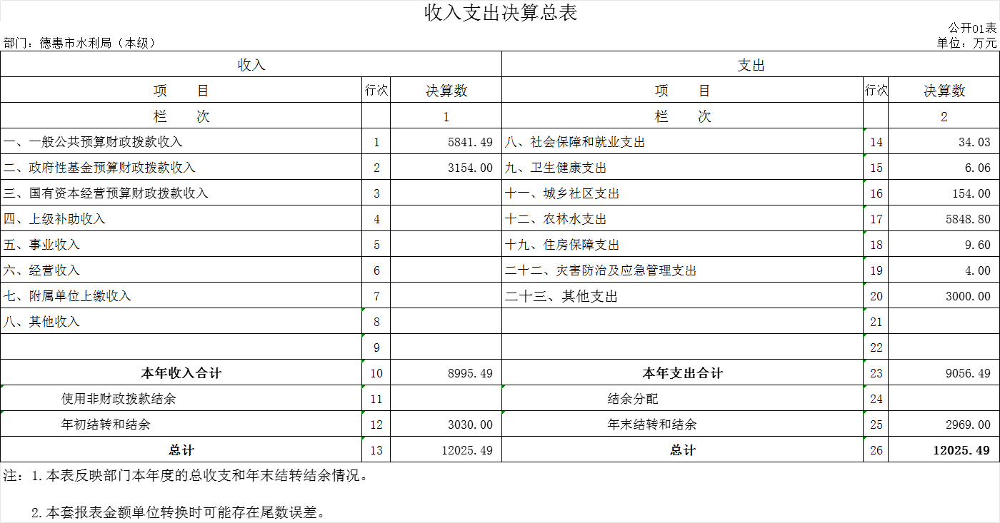 收入支出决算总表
公开01表
部门：德惠市水利局（本级） 单位：万元
收入 支出
项 目 行次 决算数 项 目 行次 决算数
栏 次 1 栏 次 2
一、一般公共预算财政拨款收入 1 5841.49 八、社会保障和就业支出 14 34.03
二、政府性基金预算财政拨款收入 2 3154.00 九、卫生健康支出 15 6.06
三、国有资本经营预算财政拨款收入 3 十一、城乡社区支出 16 154.00
四、上级补助收入 4 十二、农林水支出 17 5848.80
五、事业收入 5 十九、住房保障支出 18 9.60
六、经营收入 6 二十二、灾害防治及应急管理支出 19 4.00
七、附属单位上缴收入 7 二十三、其他支出 20 3000.00
八、其他收入 8 21
9 22
本年收入合计 10 8995.49 本年支出合计 23 9056.49
使用非财政拨款结余 11 结余分配 24
年初结转和结余 12 3030.00 年末结转和结余 25 2969.00
总计 13 12025.49 总计 26 12025.49
注：1.本表反映部门本年度的总收支和年末结转结余情况。
2.本套报表金额单位转换时可能存在尾数误差。